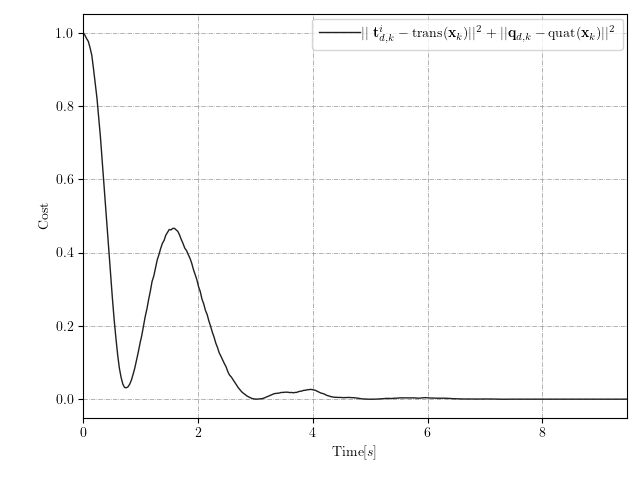 || t^i_{d,k} − trans(x_k)||^2 + ||q_{d,k} − quat(x_k)||^2
1.0
0.8
0.6
0.4
0.2
0.0
Cost
0 2 4 6 8
Time[s]